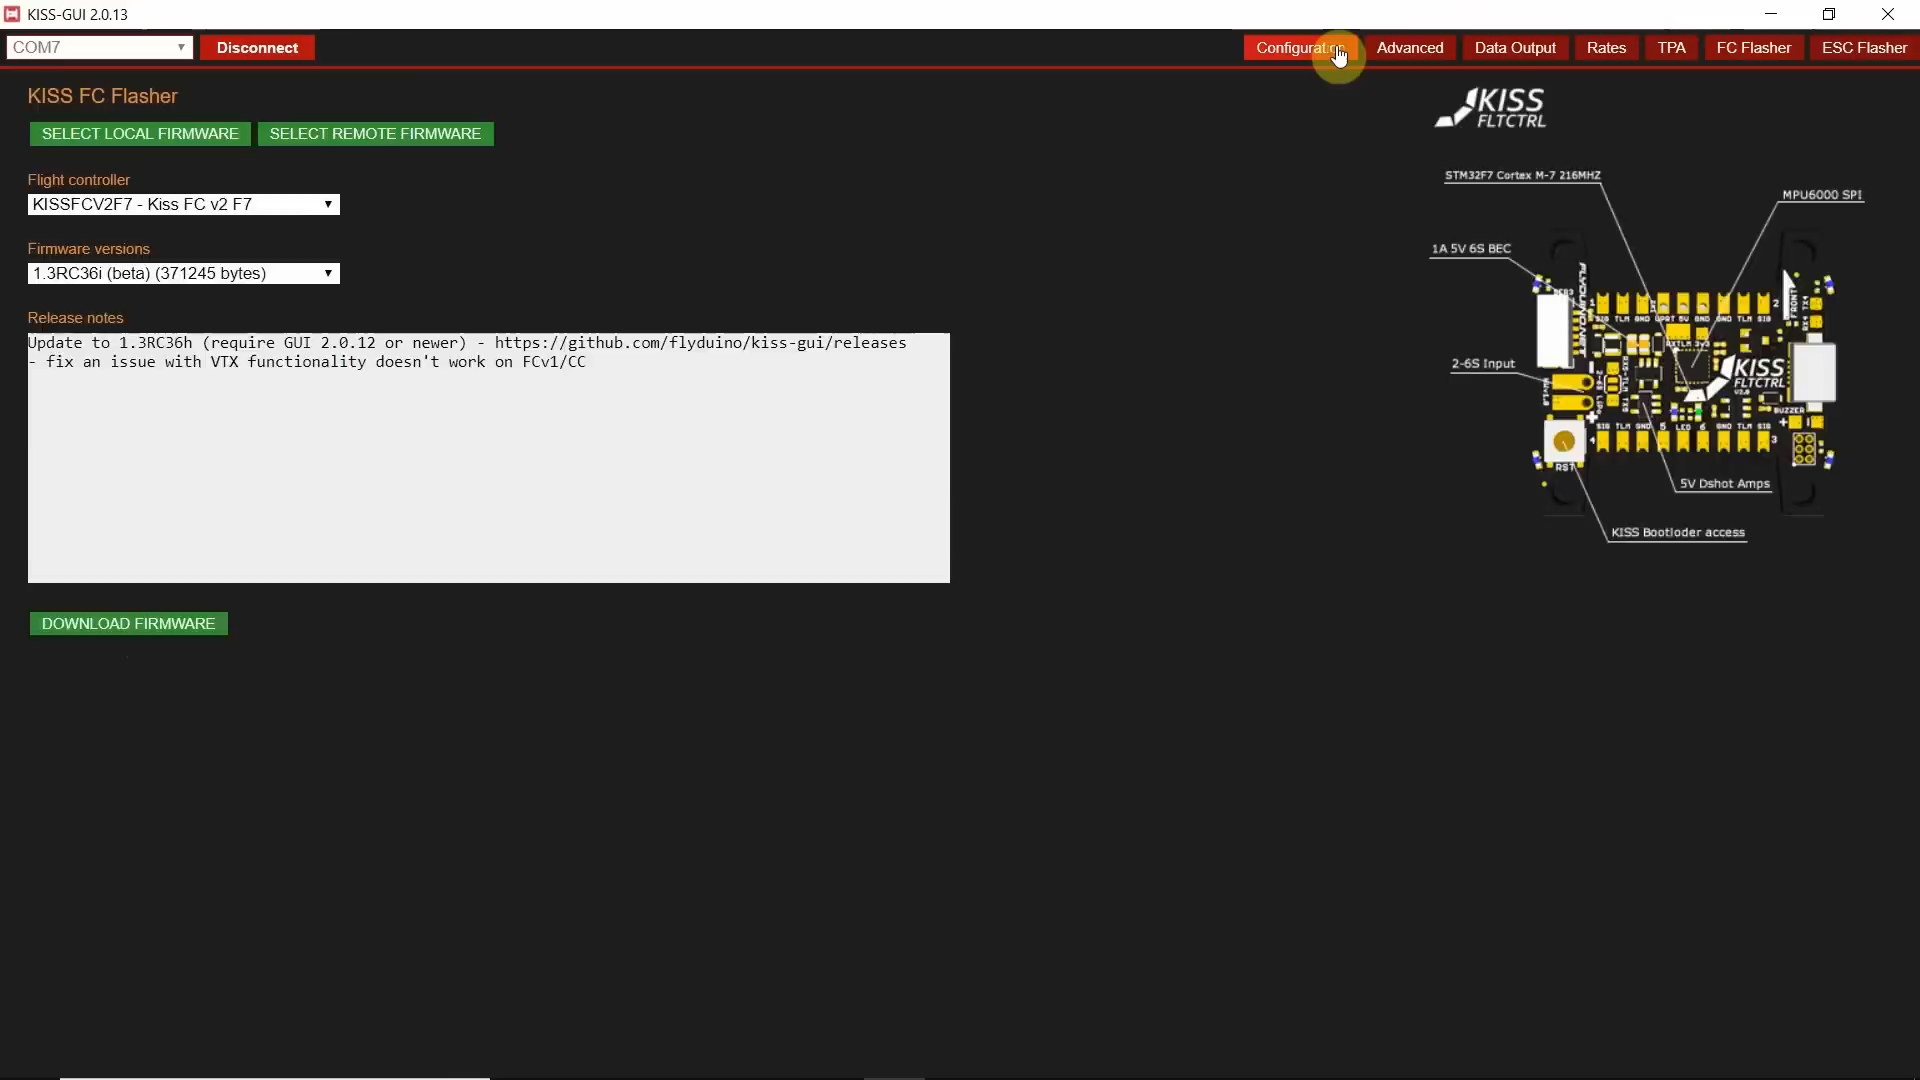 KISS-GUI 2.0.13
COM7
Disconnect
Configuration
Advanced
Data Output
Rates
TPA
FC Flasher
ESC Flasher
KISS FC Flasher
SELECT LOCAL FIRMWARE
SELECT REMOTE FIRMWARE
Flight controller
KISSFCV2F7 - Kiss FC v2 F7
Firmware versions
1.3RC36i (beta) (371245 bytes)
Release notes
Update to 1.3RC36h (require GUI 2.0.12 or newer) - https://github.com/flyduino/kiss-gui/releases
- fix an issue with VTX functionality doesn't work on FCv1/CC
DOWNLOAD FIRMWARE
KISS
FLTCTRL
STM32F7 Cortex M-7 216MHZ
MPU6000 SPI
1A 5V 6S BEC
2-6S Input
KISS
FLTCTRL
BUZZER
RST
5V Dshot Amps
KISS Bootloder access